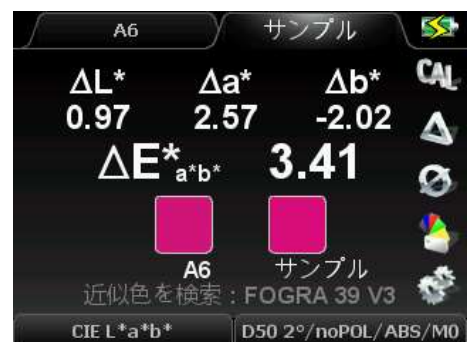 A6 サンプル
ΔL* Δa* Δb* CAL
0.97 2.57 -2.02
ΔE*a*b* 3.41
A6 サンプル
近似色を検索：FOGRA 39 V3
CIE L*a*b* D50 2°/noPOL/ABS/M0